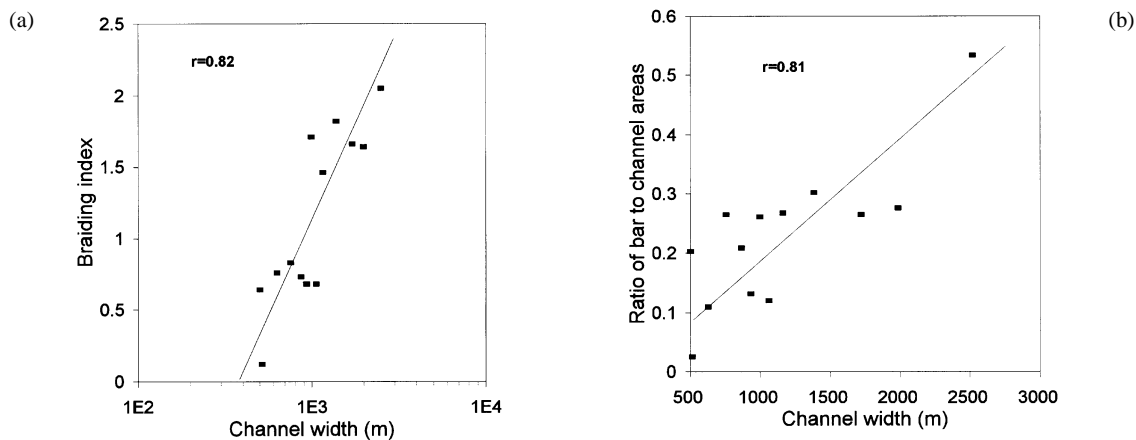 (a)
2.5
2
1.5
1
0.5
0
r=0.82
Braiding index
1E2
1E3
1E4
Channel width (m)
0.6
0.5
0.4
0.3
0.2
0.1
0
r=0.81
Ratio of bar to channel areas
500
1000
1500
2000
2500
3000
Channel width (m)
(b)